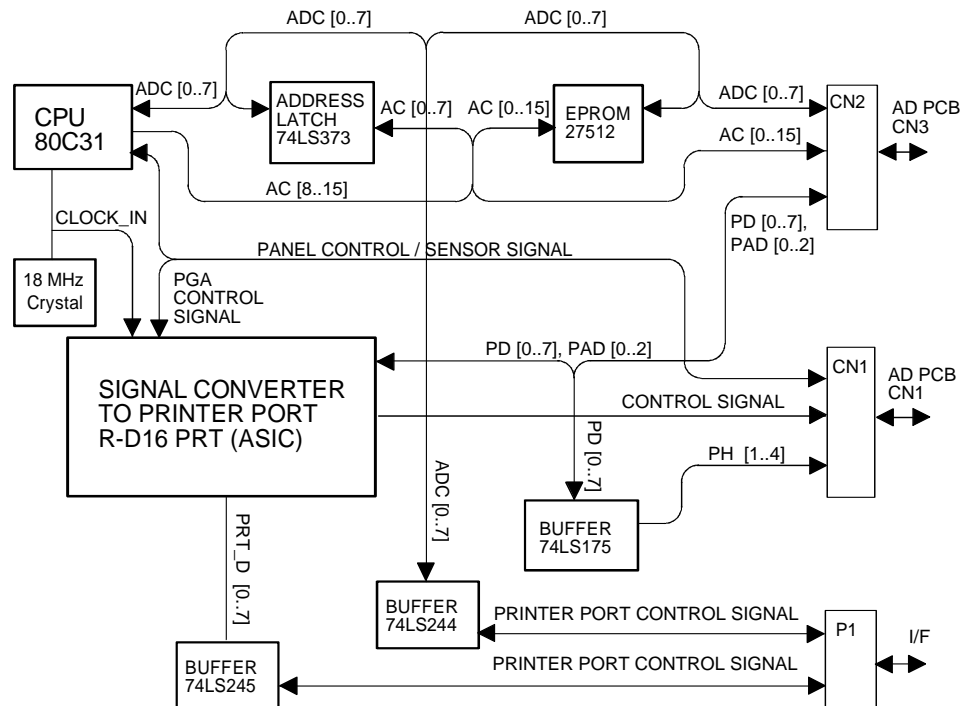 ADC [0..7]
ADC [0..7]
CPU
80C31
ADC [0..7]
ADDRESS
LATCH
74LS373
AC [0..7]
AC [0..15]
EPROM
27512
ADC [0..7]
CN2
AD PCB
CN3
AC [0..15]
AC [8..15]
CLOCK_IN
PD [0..7],
PAD [0..2]
PANEL CONTROL / SENSOR SIGNAL
18 MHz
Crystal
PGA
CONTROL
SIGNAL
SIGNAL CONVERTER
TO PRINTER PORT
R-D16 PRT (ASIC)
PD [0..7], PAD [0..2]
CN1
AD PCB
CN1
CONTROL SIGNAL
PD [0..7]
PH [1..4]
ADC [0..7]
BUFFER
74LS175
PRT_D [0..7]
BUFFER
74LS244
PRINTER PORT CONTROL SIGNAL
P1
I/F
BUFFER
74LS245
PRINTER PORT CONTROL SIGNAL